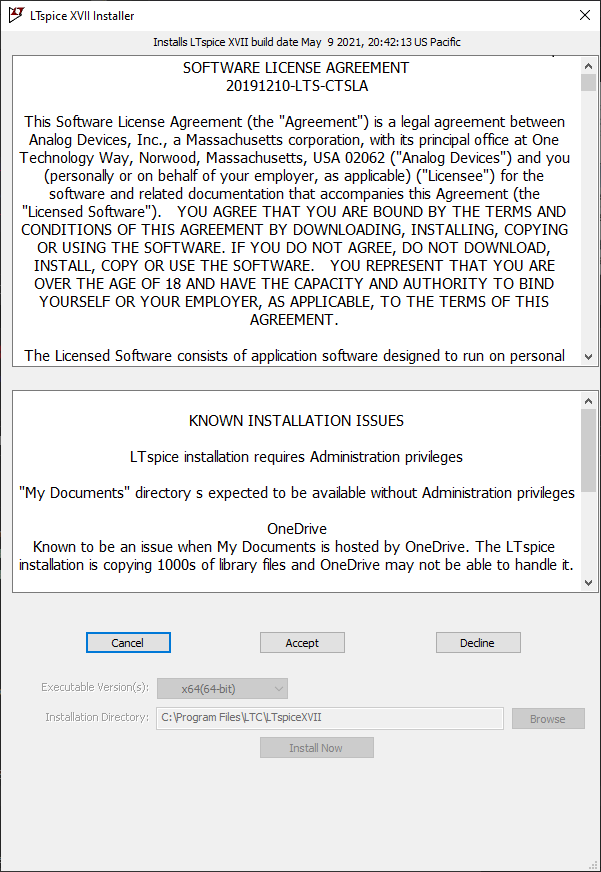 LTspice XVII Installer
Installs LTspice XVII build date May  9 2021, 20:42:13 US Pacific
SOFTWARE LICENSE AGREEMENT
20191210-LTS-CTSLA
This Software License Agreement (the "Agreement") is a legal agreement between
Analog Devices, Inc., a Massachusetts corporation, with its principal office at One
Technology Way, Norwood, Massachusetts, USA 02062 ("Analog Devices") and you
(personally or on behalf of your employer, as applicable) ("Licensee") for the
software and related documentation that accompanies this Agreement (the
"Licensed Software").   YOU AGREE THAT YOU ARE BOUND BY THE TERMS AND
CONDITIONS OF THIS AGREEMENT BY DOWNLOADING, INSTALLING, COPYING
OR USING THE SOFTWARE. IF YOU DO NOT AGREE, DO NOT DOWNLOAD,
INSTALL, COPY OR USE THE SOFTWARE.   YOU REPRESENT THAT YOU ARE
OVER THE AGE OF 18 AND HAVE THE CAPACITY AND AUTHORITY TO BIND
YOURSELF OR YOUR EMPLOYER, AS APPLICABLE, TO THE TERMS OF THIS
AGREEMENT.
The Licensed Software consists of application software designed to run on personal
KNOWN INSTALLATION ISSUES
LTspice installation requires Administration privileges
"My Documents" directory s expected to be available without Administration privileges
OneDrive
Known to be an issue when My Documents is hosted by OneDrive. The LTspice
installation is copying 1000s of library files and OneDrive may not be able to handle it.
Cancel
Accept
Decline
Executable Version(s):
x64(64-bit)
Installation Directory:
C:\Program Files\LTC\LTspiceXVII
Browse
Install Now